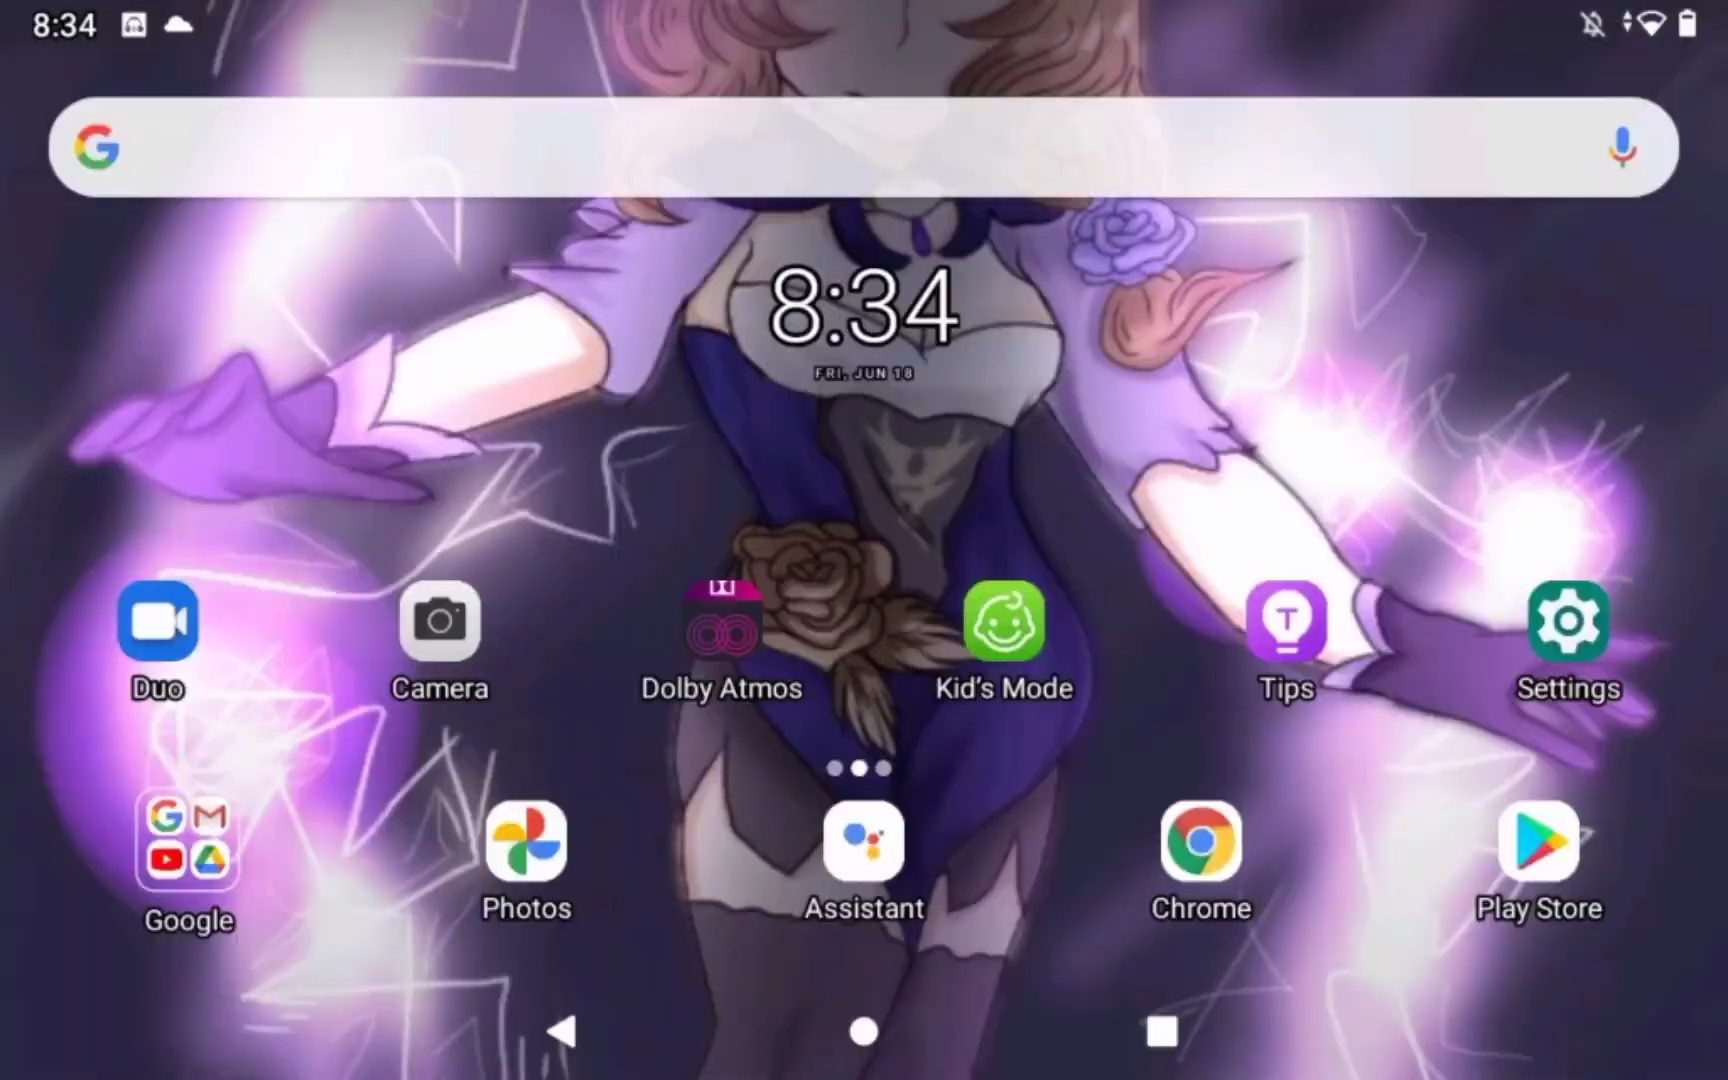 8:34
8:34
FRI, JUN 18
Duo
Camera
Dolby Atmos
Kid's Mode
Tips
Settings
Google
Photos
Assistant
Chrome
Play Store